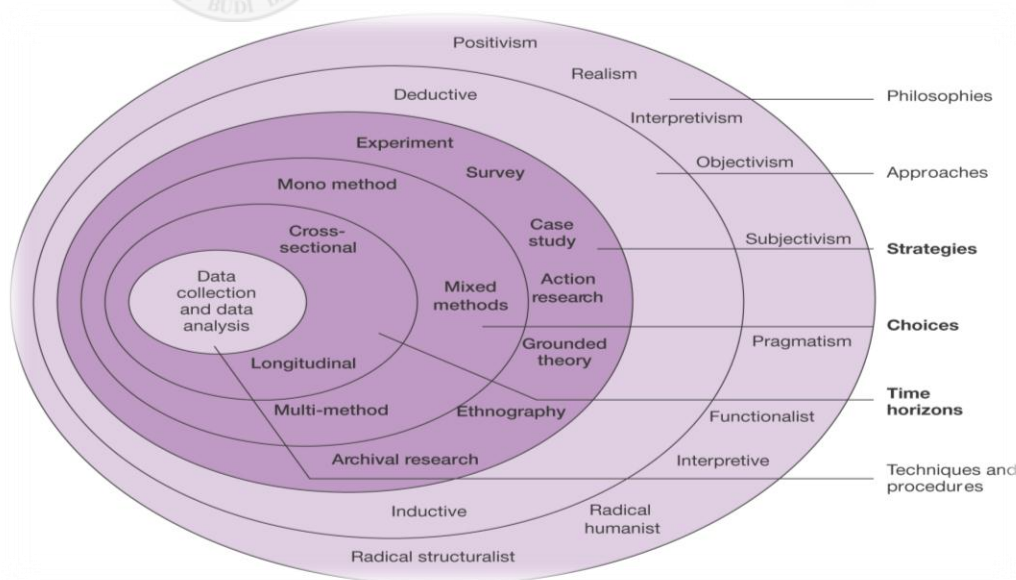 BUDI
Positivism
Realism
Philosophies
Deductive
Interpretivism
Experiment
Objectivism
Survey
Approaches
Mono method
Cross-
sectional
Case
study
Subjectivism
Strategies
Data
collection
and data
analysis
Mixed
methods
Action
research
Choices
Grounded
theory
Pragmatism
Longitudinal
Time
horizons
Multi-method
Ethnography
Functionalist
Archival research
Interpretive
Techniques and
procedures
Inductive
Radical
humanist
Radical structuralist